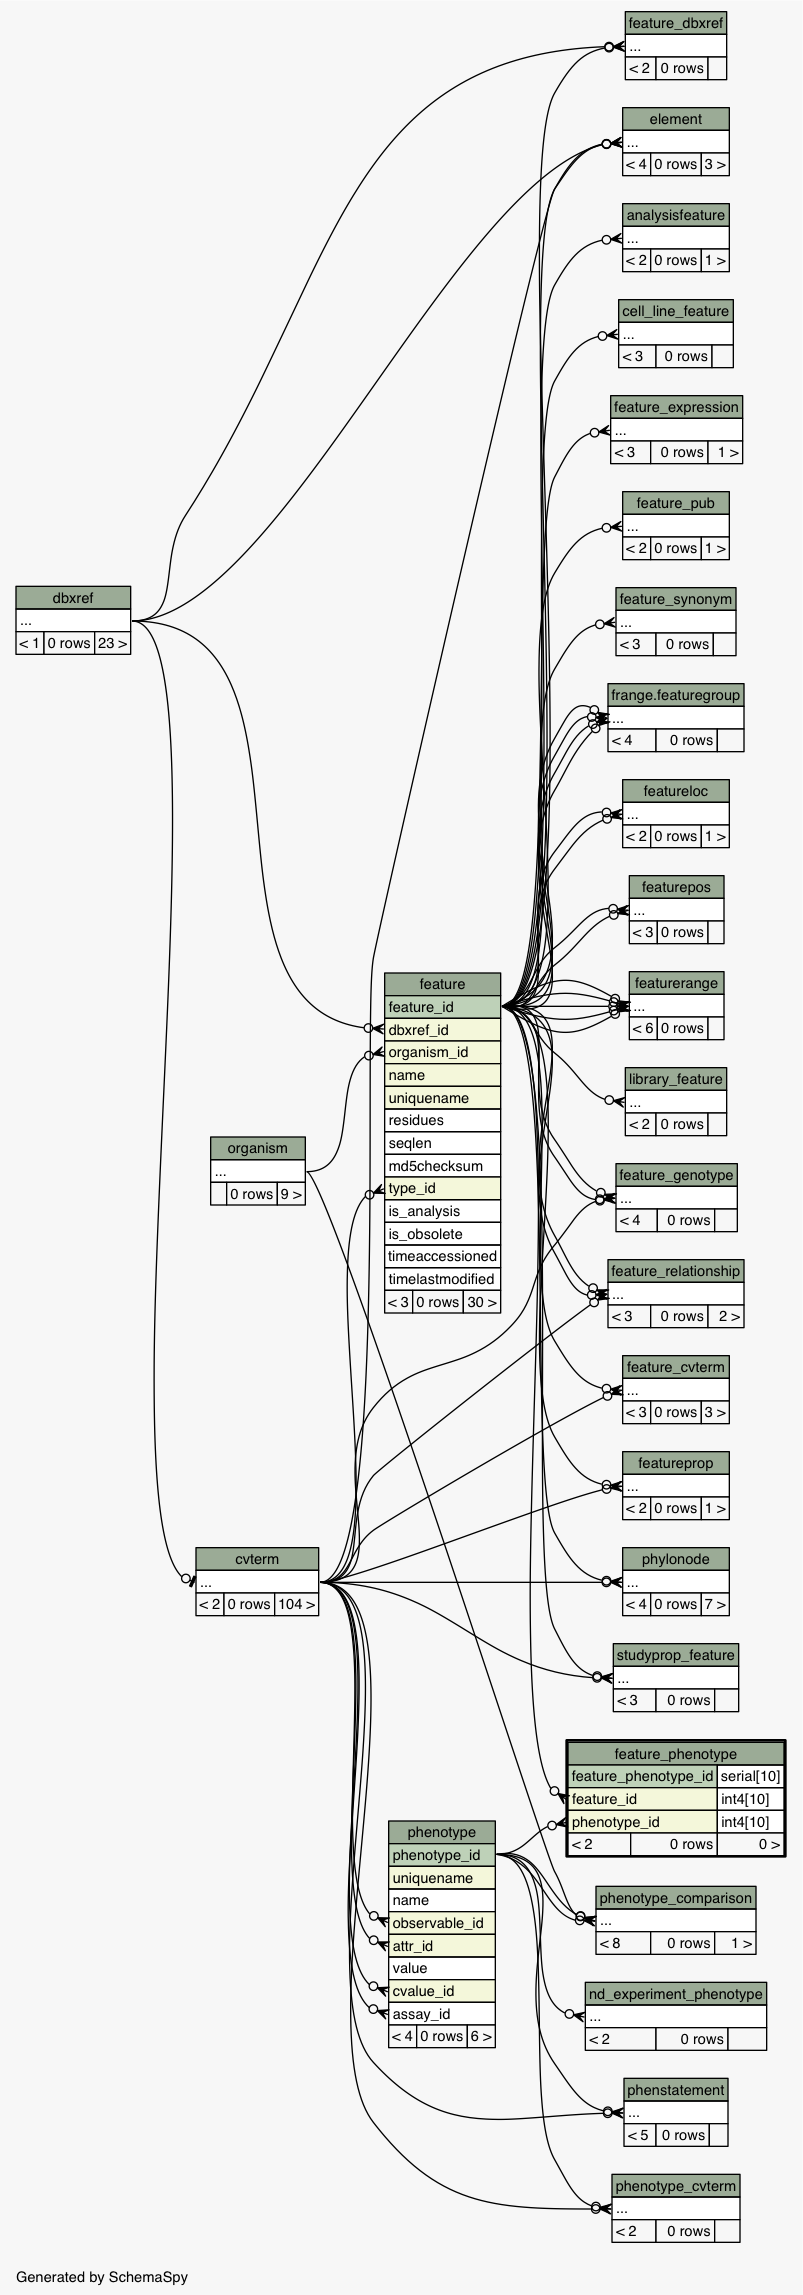 feature_dbxref
...
< 2 0 rows
element
...
< 4 0 rows 3 >
analysisfeature
...
< 2 0 rows 1 >
cell_line_feature
...
< 3 0 rows
feature_expression
...
< 3 0 rows 1 >
feature_pub
...
< 2 0 rows 1 >
dbxref
...
< 1 0 rows 23 >
feature_synonym
...
< 3 0 rows
frange.featuregroup
...
< 4 0 rows
featureloc
...
< 2 0 rows 1 >
featurepos
...
< 3 0 rows
feature
feature_id
dbxref_id
organism_id
name
uniquename
residues
seqlen
md5checksum
type_id
is_analysis
is_obsolete
timeaccessioned
timelastmodified
< 3 0 rows 30 >
featurerange
...
< 6 0 rows
library_feature
...
< 2 0 rows
organism
...
0 rows 9 >
feature_genotype
...
< 4 0 rows
feature_relationship
...
< 3 0 rows 2 >
feature_cvterm
...
< 3 0 rows 3 >
featureprop
...
< 2 0 rows 1 >
cvterm
...
< 2 0 rows 104 >
phylonode
...
< 4 0 rows 7 >
studyprop_feature
...
< 3 0 rows
feature_phenotype
feature_phenotype_id serial[10]
feature_id int4[10]
phenotype_id int4[10]
< 2 0 rows 0 >
phenotype
phenotype_id
uniquename
name
observable_id
attr_id
value
cvalue_id
assay_id
< 4 0 rows 6 >
phenotype_comparison
...
< 8 0 rows 1 >
nd_experiment_phenotype
...
< 2 0 rows
phenstatement
...
< 5 0 rows
phenotype_cvterm
...
< 2 0 rows
Generated by SchemaSpy